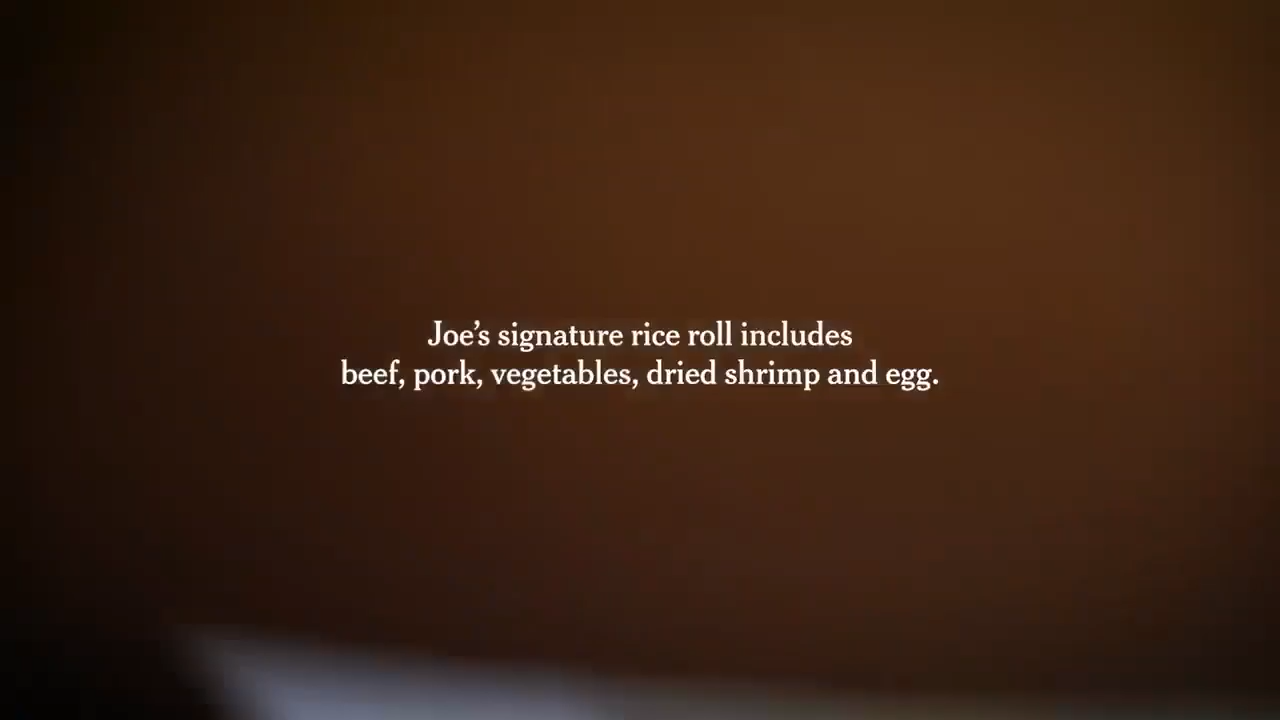 Joe’s signature rice roll includes
beef, pork, vegetables, dried shrimp and egg.